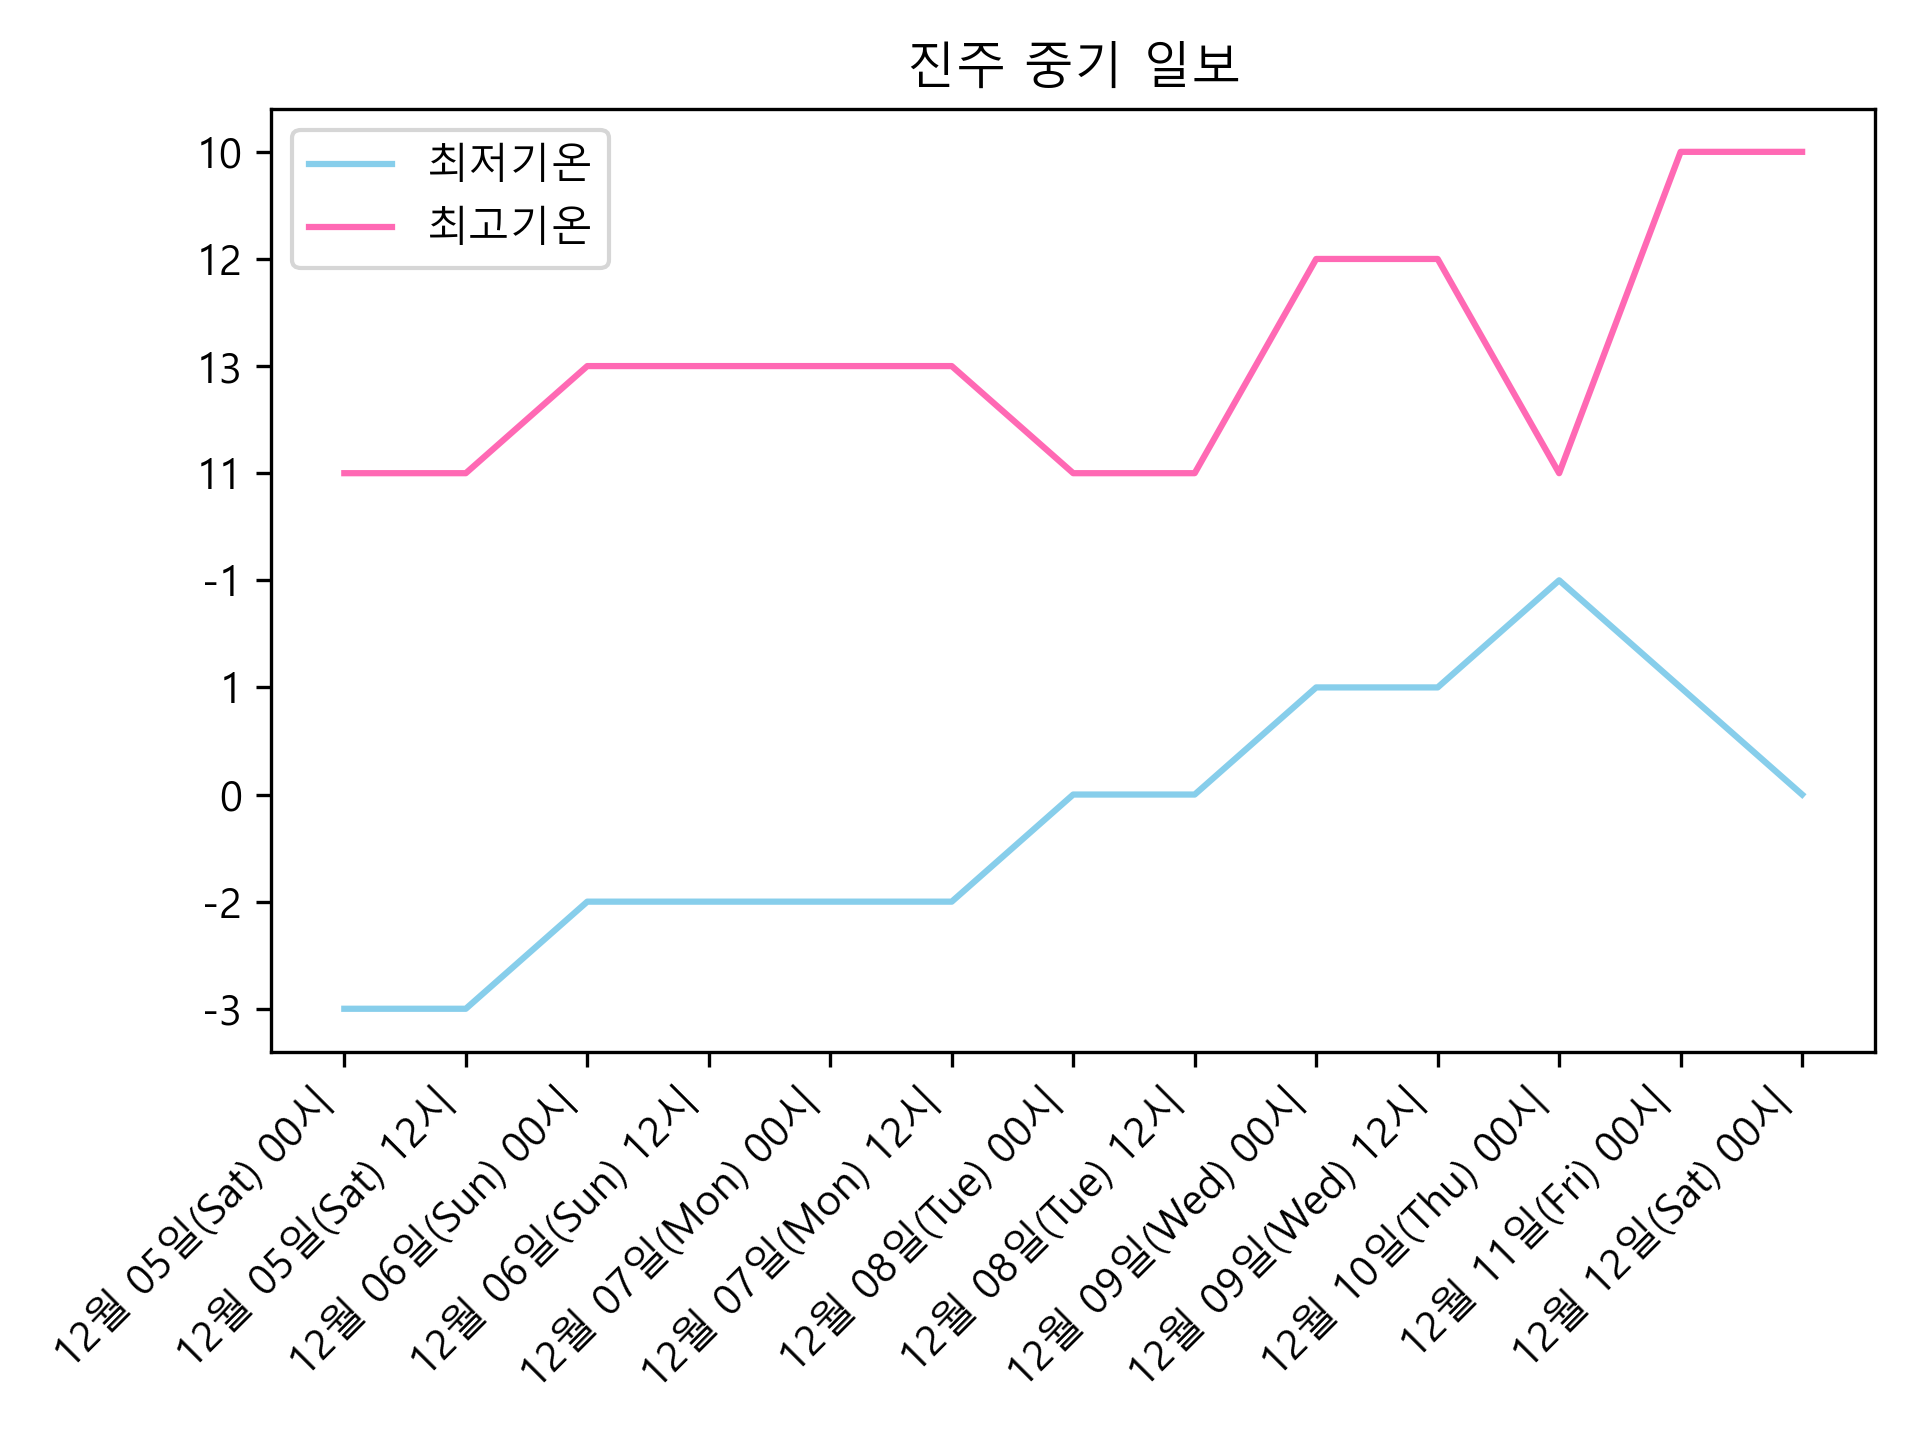 진주 중기 일보
최저기온
최고기온
10
12
13
11
-1
1
0
-2
-3
12월 05일(Sat) 00시
12월 05일(Sat) 12시
12월 06일(Sun) 00시
12월 06일(Sun) 12시
12월 07일(Mon) 00시
12월 07일(Mon) 12시
12월 08일(Tue) 00시
12월 08일(Tue) 12시
12월 09일(Wed) 00시
12월 09일(Wed) 12시
12월 10일(Thu) 00시
12월 11일(Fri) 00시
12월 12일(Sat) 00시